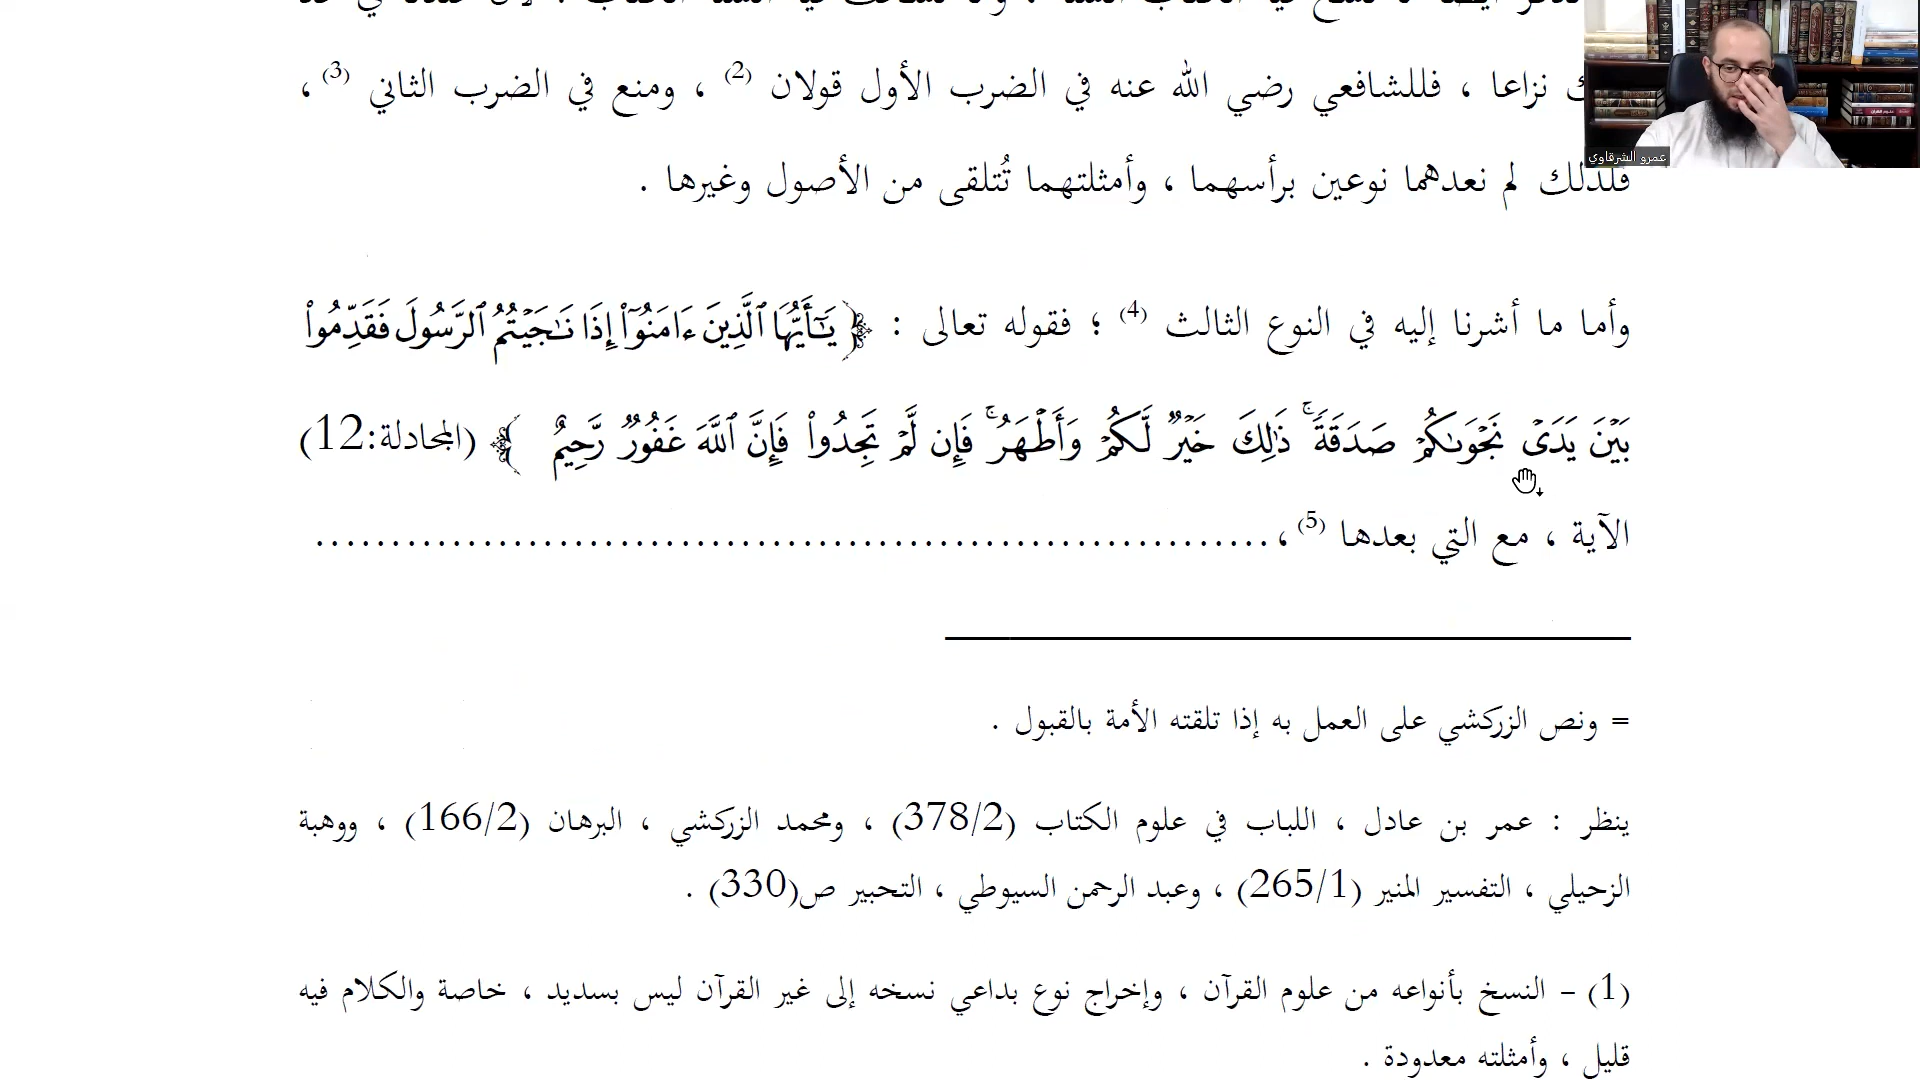 نزاعا ، فللشافعي رضي الله عنه في الضرب الأول قولان (2) ، ومنع في الضرب الثاني (3) ،
عمرو الشرقاوي
فلذلك لم نعدهما نوعين برأسهما ، وأمثلتهما تُتلقى من الأصول وغيرها .
وأما ما أشرنا إليه في النوع الثالث (4) ؛ فقوله تعالى : ﴿ يَٰٓأَيُّهَا ٱلَّذِينَ ءَامَنُوٓا۟ إِذَا نَٰجَيْتُمُ ٱلرَّسُولَ فَقَدِّمُوا۟
بَيْنَ يَدَىْ نَجْوَىٰكُمْ صَدَقَةً ۚ ذَٰلِكَ خَيْرٌ لَّكُمْ وَأَطْهَرُ ۚ فَإِن لَّمْ تَجِدُوا۟ فَإِنَّ ٱللَّهَ غَفُورٌ رَّحِيمٌ ﴾ (المجادلة:12)
الآية ، مع التي بعدها (5) ،................................................................
= ونص الزركشي على العمل به إذا تلقته الأمة بالقبول .
ينظر : عمر بن عادل ، اللباب في علوم الكتاب (378/2) ، ومحمد الزركشي ، البرهان (166/2) ، ووهبة
الزحيلي ، التفسير المنير (265/1) ، وعبد الرحمن السيوطي ، التحبير ص(330) .
(1) – النسخ بأنواعه من علوم القرآن ، وإخراج نوع بداعي نسخه إلى غير القرآن ليس بسديد ، خاصة والكلام فيه
قليل ، وأمثلته معدودة .